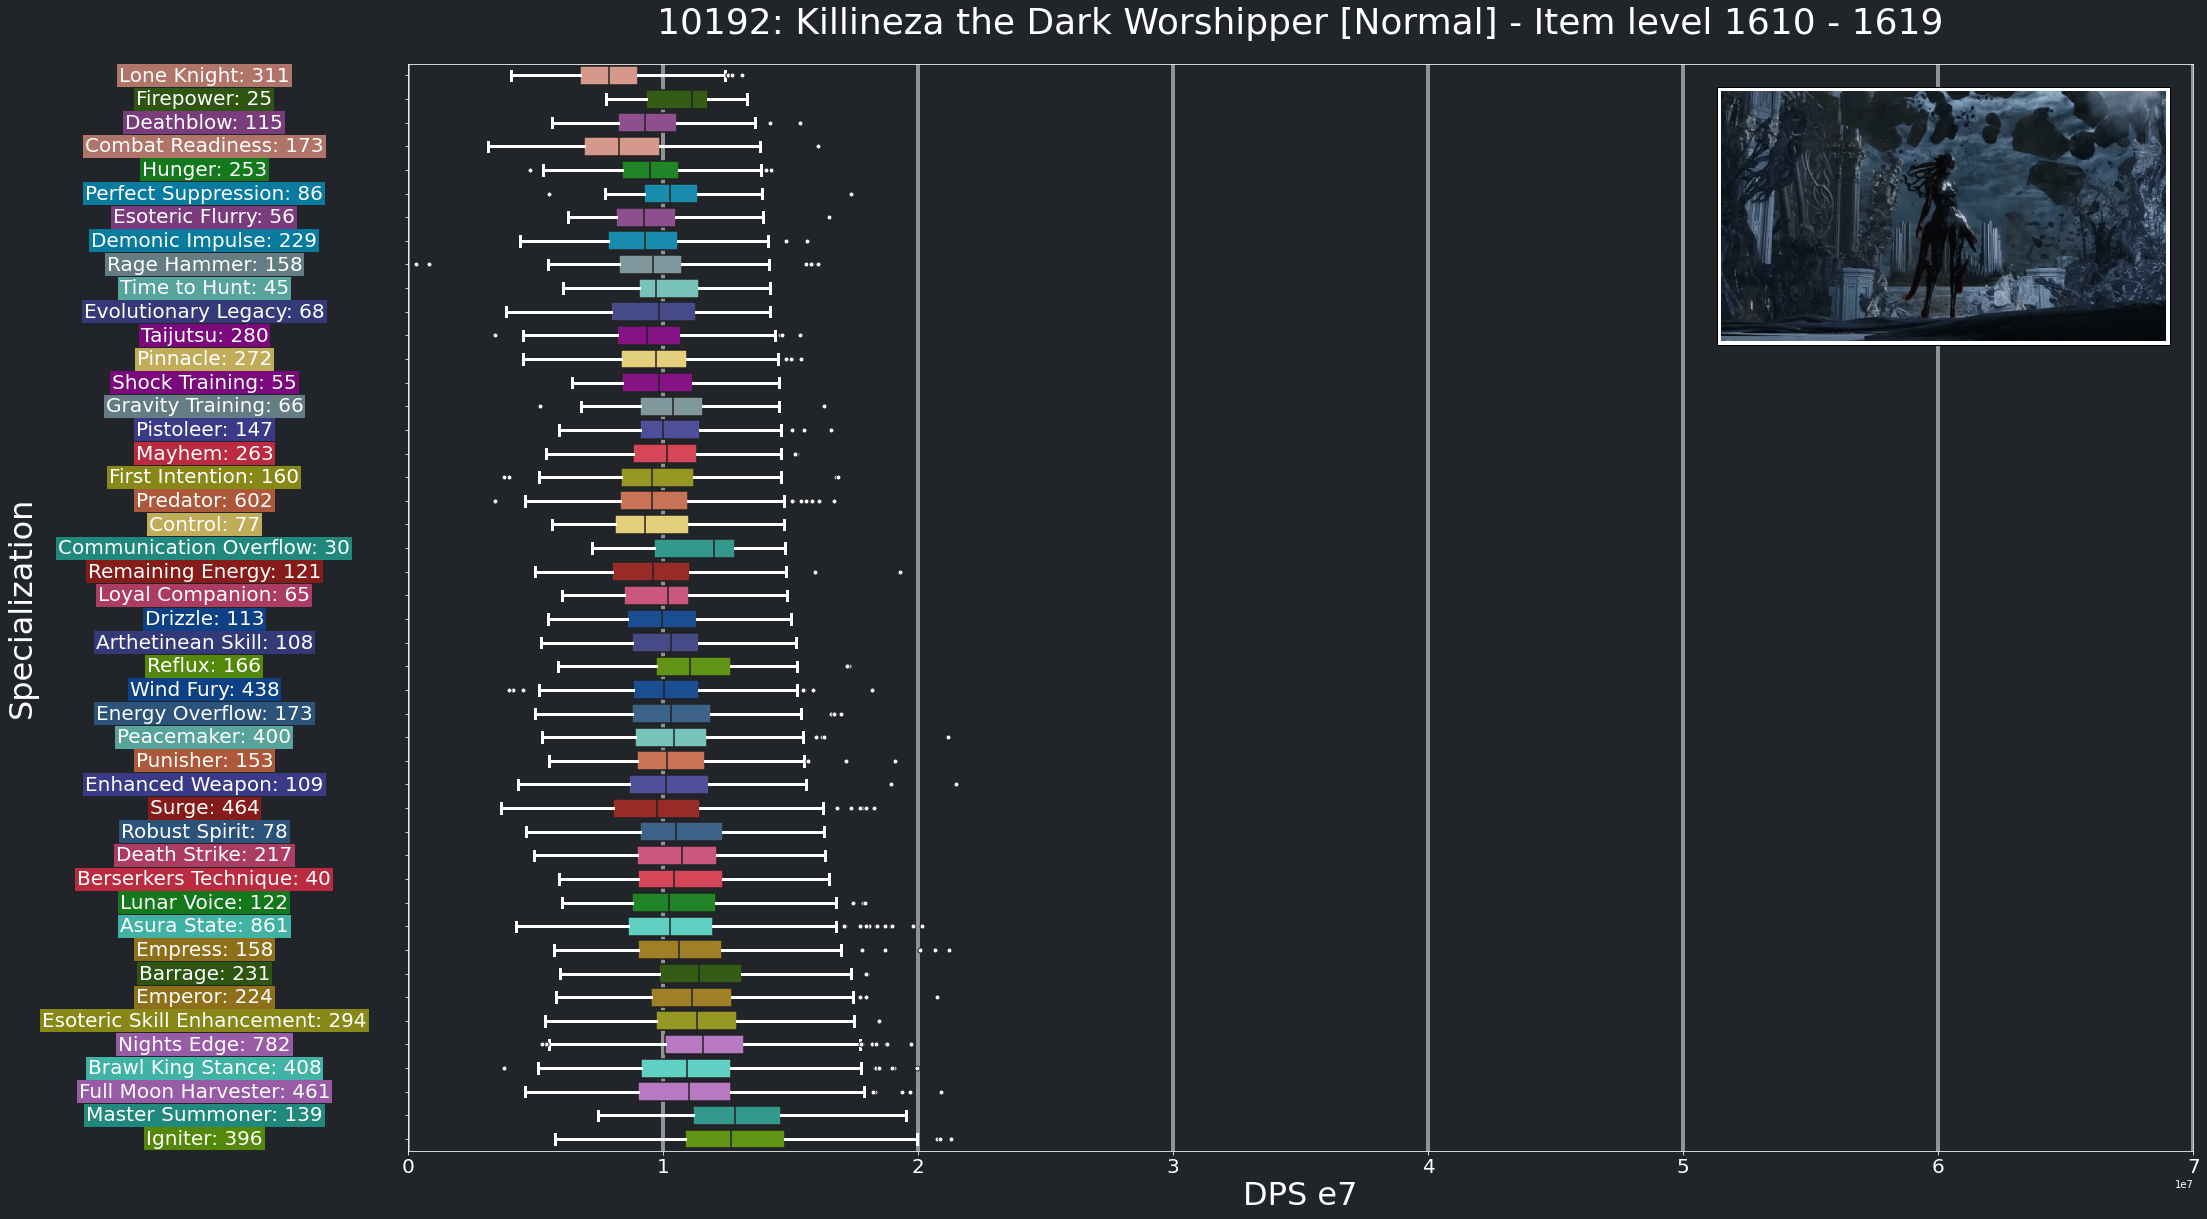 10192: Killineza the Dark Worshipper [Normal] - Item level 1610 - 1619
Lone Knight: 311
Firepower: 25
Deathblow: 115
Combat Readiness: 173
Hunger: 253
Perfect Suppression: 86
Esoteric Flurry: 56
Demonic Impulse: 229
Rage Hammer: 158
Time to Hunt: 45
Evolutionary Legacy: 68
Taijutsu: 280
Pinnacle: 272
Shock Training: 55
Gravity Training: 66
Pistoleer: 147
Mayhem: 263
First Intention: 160
Predator: 602
Control: 77
Communication Overflow: 30
Remaining Energy: 121
Loyal Companion: 65
Drizzle: 113
Arthetinean Skill: 108
Reflux: 166
Wind Fury: 438
Energy Overflow: 173
Peacemaker: 400
Punisher: 153
Enhanced Weapon: 109
Surge: 464
Robust Spirit: 78
Death Strike: 217
Berserkers Technique: 40
Lunar Voice: 122
Asura State: 861
Empress: 158
Barrage: 231
Emperor: 224
Esoteric Skill Enhancement: 294
Nights Edge: 782
Brawl King Stance: 408
Full Moon Harvester: 461
Master Summoner: 139
Igniter: 396
Specialization
0 1 2 3 4 5 6 7
DPS e7
1e7